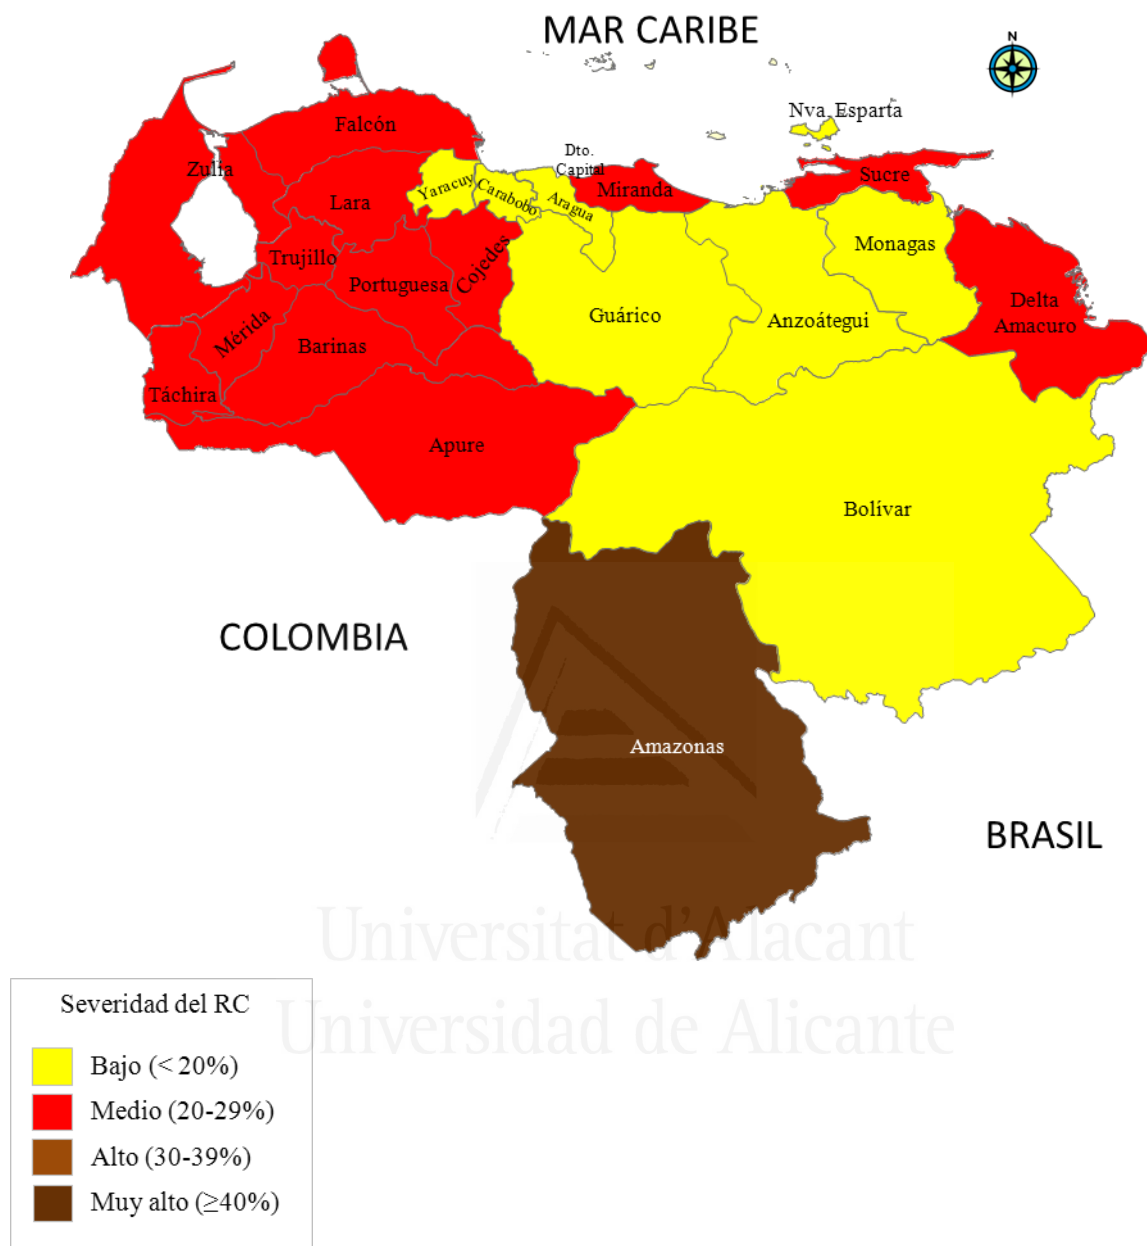 MAR CARIBE
N
Nva. Esparta
Falcón
Dto.
Capital
Zulia
Yaracuy
Carabobo
Aragua
Miranda
Sucre
Lara
Monagas
Trujillo
Portuguesa
Cojedes
Guárico
Anzoátegui
Delta
Amacuro
Mérida
Barinas
Táchira
Apure
Bolívar
COLOMBIA
Amazonas
BRASIL
Universitat d'Alacant
Universidad de Alicante
Severidad del RC
Bajo (< 20%)
Medio (20-29%)
Alto (30-39%)
Muy alto (≥40%)